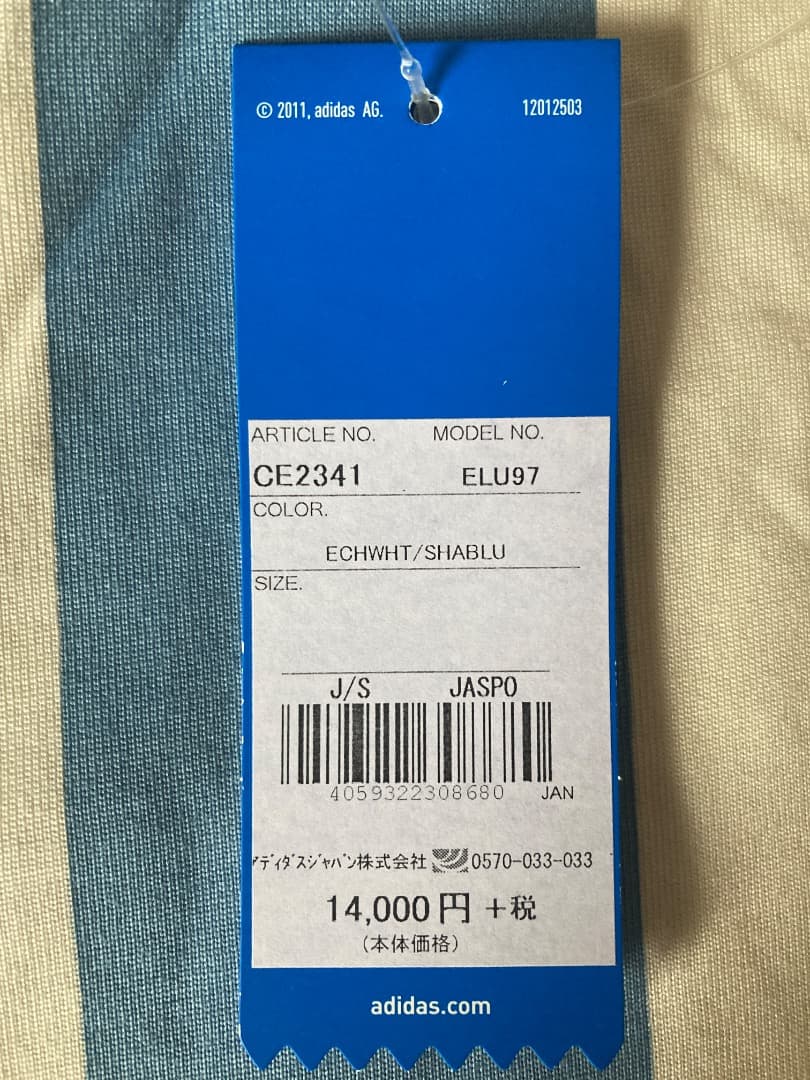 © 2011, adidas AG. 12012503
ARTICLE NO. MODEL NO.
CE2341 ELU97
COLOR.
ECHWHT/SHABLU
SIZE.
J/S JASPO
4059322308680 JAN
ｱﾃﾞｨﾀﾞｽｼﾞｬﾊﾟﾝ株式会社 0570-033-033
14,000円 +税
(本体価格)
adidas.com